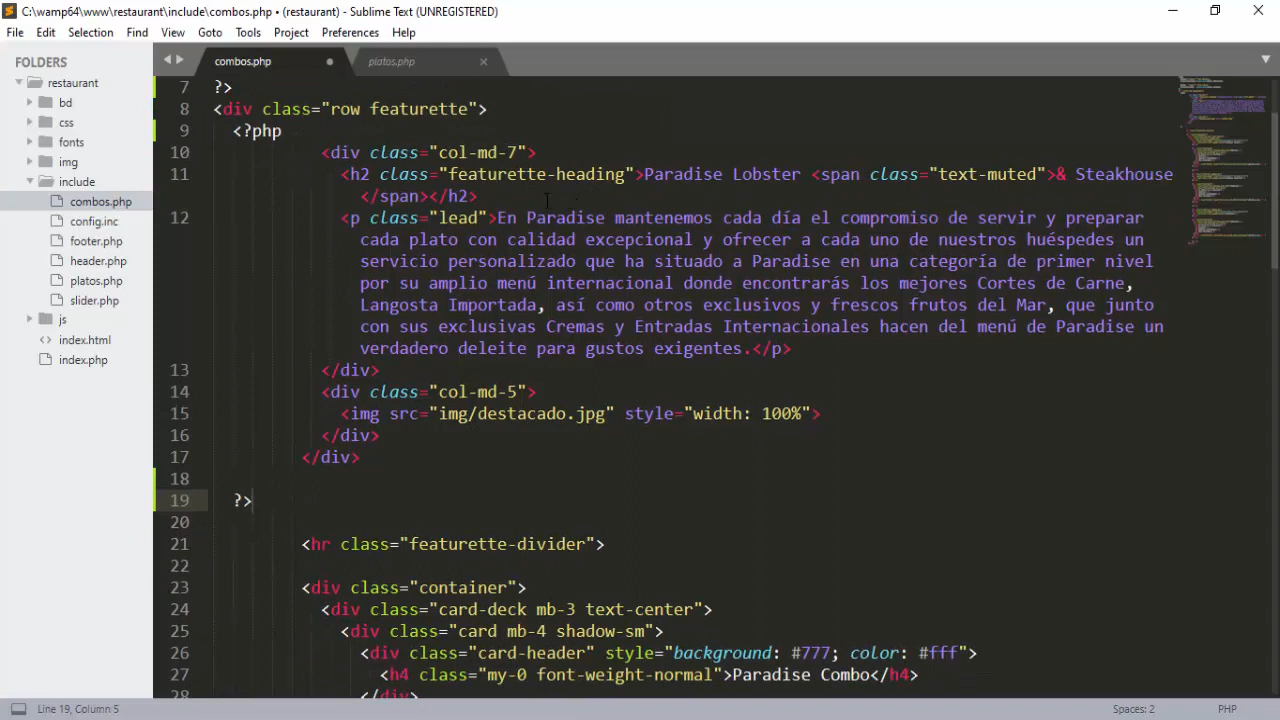 C:\wamp64\www\restaurant\include\combos.php • (restaurant) - Sublime Text (UNREGISTERED)
File Edit Selection Find View Goto Tools Project Preferences Help
FOLDERS
restaurant
bd
css
fonts
img
include
combos.php
config.inc
footer.php
header.php
platos.php
slider.php
js
index.html
index.php
combos.php
platos.php
7 ?>
8 <div class="row featurette">
9 <?php
10 <div class="col-md-7">
11 <h2 class="featurette-heading">Paradise Lobster <span class="text-muted">& Steakhouse
</span></h2>
12 <p class="lead">En Paradise mantenemos cada día el compromiso de servir y preparar
cada plato con calidad excepcional y ofrecer a cada uno de nuestros huéspedes un
servicio personalizado que ha situado a Paradise en una categoría de primer nivel
por su amplio menú internacional donde encontrarás los mejores Cortes de Carne,
Langosta Importada, así como otros exclusivos y frescos frutos del Mar, que junto
con sus exclusivas Cremas y Entradas Internacionales hacen del menú de Paradise un
verdadero deleite para gustos exigentes.</p>
13 </div>
14 <div class="col-md-5">
15 <img src="img/destacado.jpg" style="width: 100%">
16 </div>
17 </div>
18
19 ?>
20
21 <hr class="featurette-divider">
22
23 <div class="container">
24 <div class="card-deck mb-3 text-center">
25 <div class="card mb-4 shadow-sm">
26 <div class="card-header" style="background: #777; color: #fff">
27 <h4 class="my-0 font-weight-normal">Paradise Combo</h4>
28 </div>
Line 19, Column 5
Spaces: 2
PHP